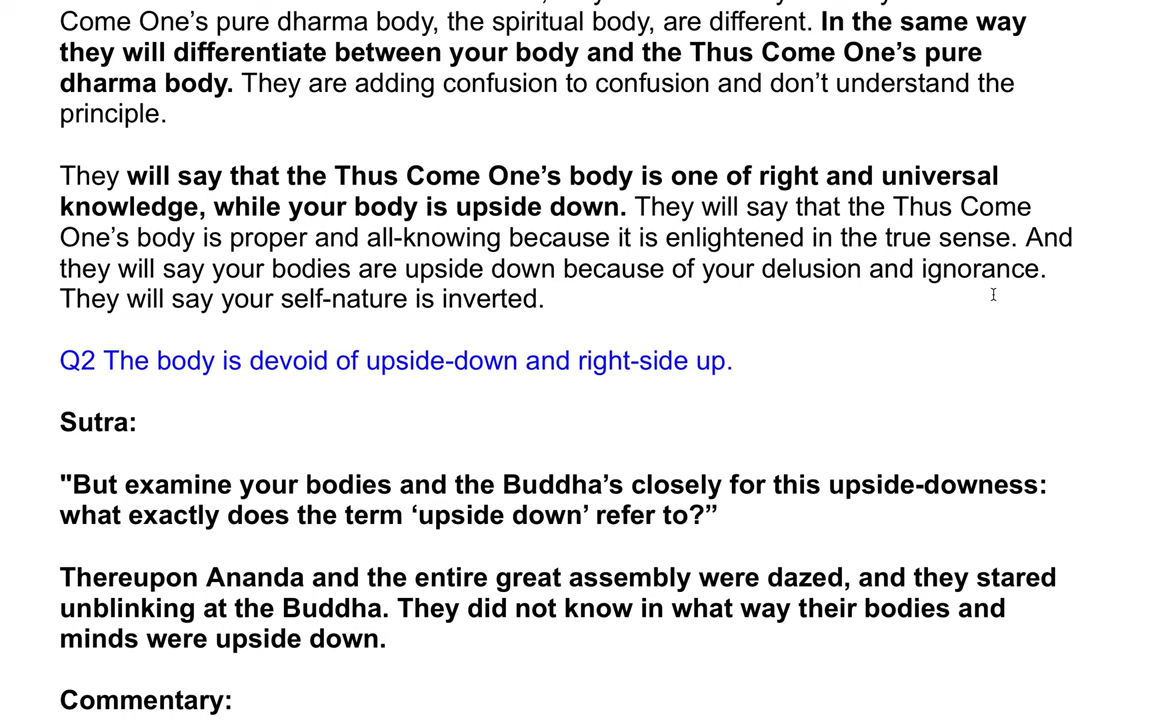 Come One’s pure dharma body, the spiritual body, are different. In the same way
they will differentiate between your body and the Thus Come One’s pure
dharma body. They are adding confusion to confusion and don’t understand the
principle.
They will say that the Thus Come One’s body is one of right and universal
knowledge, while your body is upside down. They will say that the Thus Come
One’s body is proper and all-knowing because it is enlightened in the true sense. And
they will say your bodies are upside down because of your delusion and ignorance.
They will say your self-nature is inverted.
Q2 The body is devoid of upside-down and right-side up.
Sutra:
"But examine your bodies and the Buddha’s closely for this upside-downess:
what exactly does the term ‘upside down’ refer to?”
Thereupon Ananda and the entire great assembly were dazed, and they stared
unblinking at the Buddha. They did not know in what way their bodies and
minds were upside down.
Commentary: